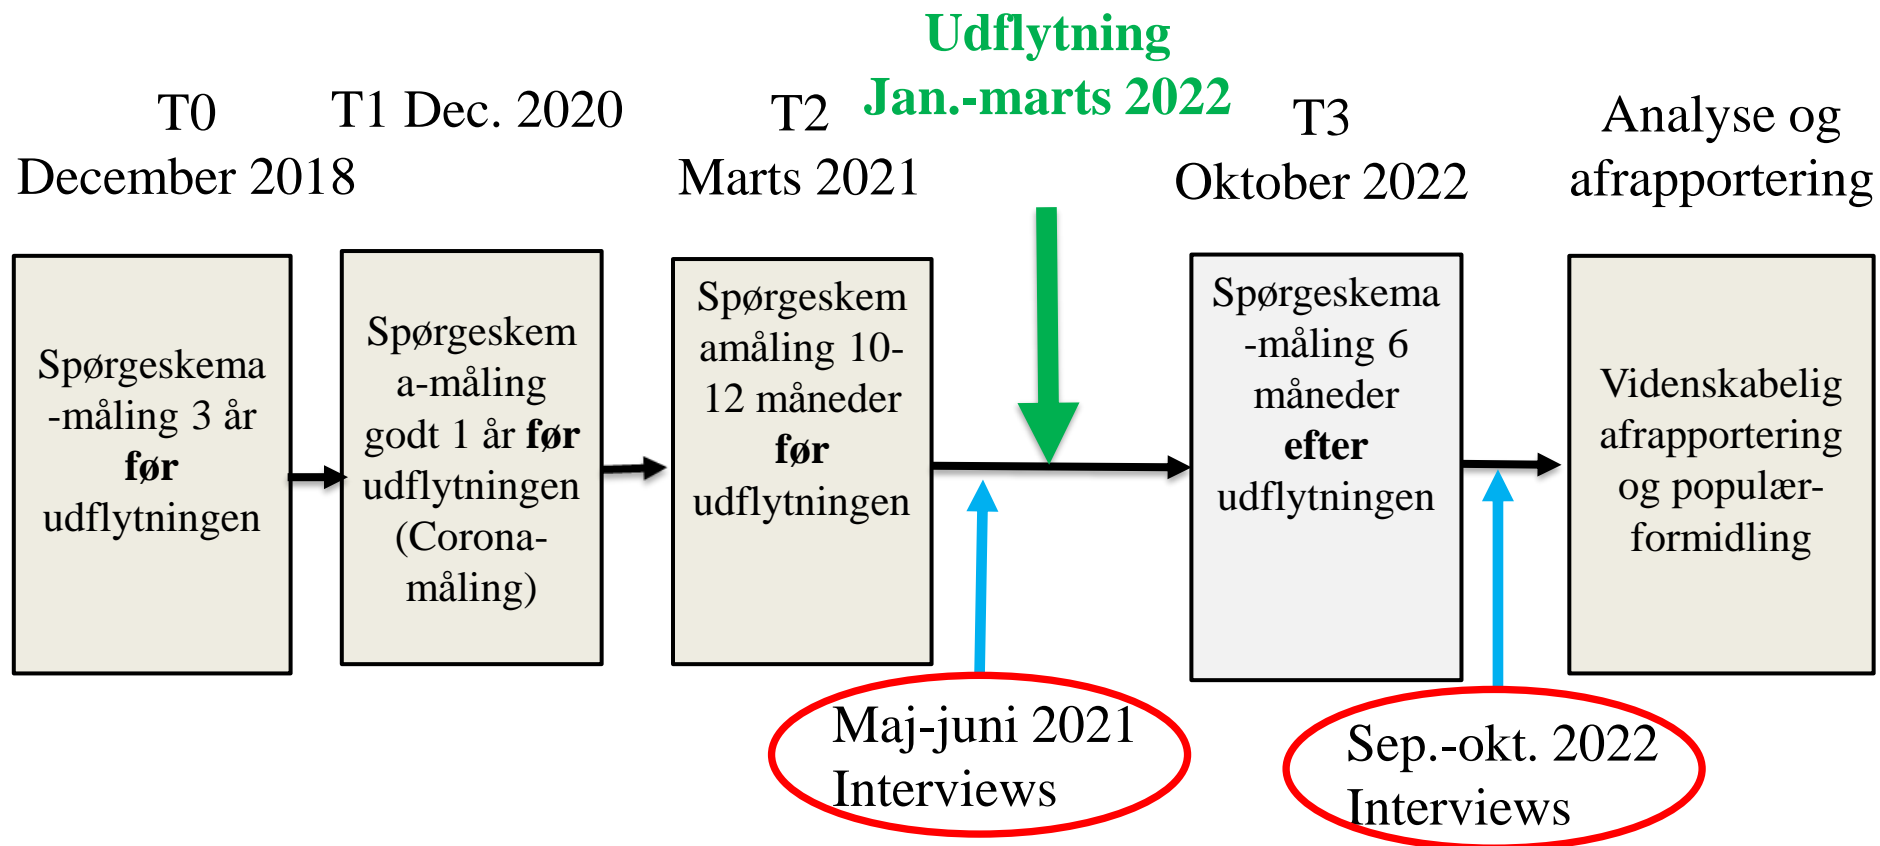 Udflytning
Jan.-marts 2022
T0
December 2018
T1 Dec. 2020
T2
Marts 2021
T3
Oktober 2022
Analyse og
afrapportering
Spørgeskema
-måling 3 år
før
udflytningen
Spørgeskem
a-måling
godt 1 år før
udflytningen
(Corona-
måling)
Spørgeskem
amåling 10-
12 måneder
før
udflytningen
Spørgeskema
-måling 6
måneder
efter
udflytningen
Videnskabelig
afrapportering
og populær-
formidling
Maj-juni 2021
Interviews
Sep.-okt. 2022
Interviews